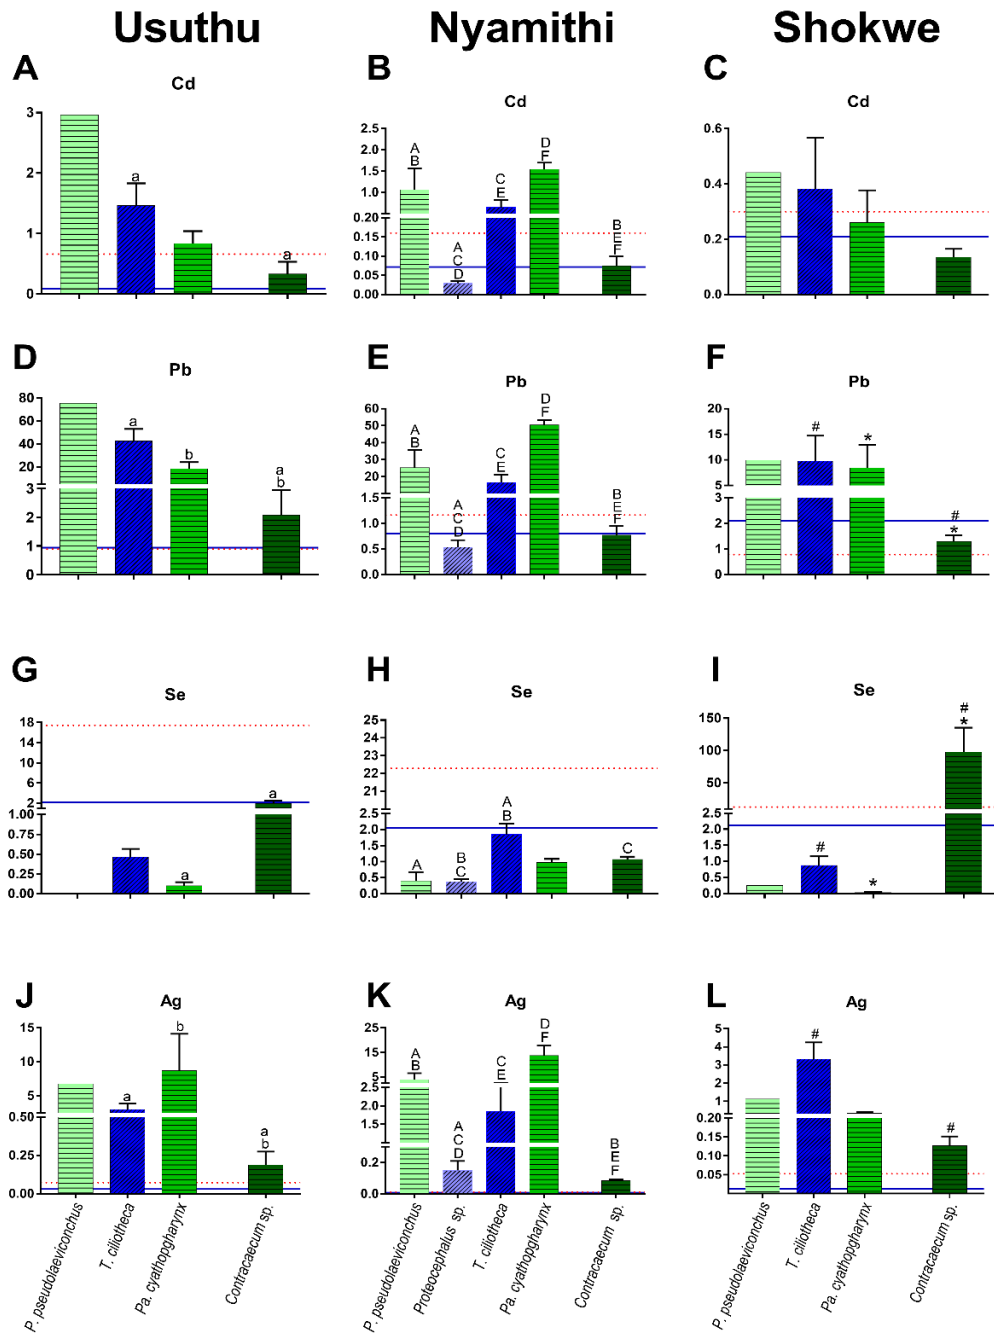 Usuthu Nyamithi Shokwe
A B C
Cd Cd Cd
3
2
1
0
a a
2.5
2.0
1.5
1.0
0.5
0.20
0.15
0.10
0.05
0.00
A
B
A
C
D
C
E
D
F
B
E
F
0.6
0.4
0.2
0.0
D E F
Pb Pb Pb
80
60
40
20
3
2
1
0
a b a
b
60
50
40
30
20
10
1.5
1.0
0.5
0.0
A
B
A
C
D
C
E
D
F
B
E
F
20
15
10
5
3
2
1
0
# * #
*
G H I
Se Se Se
18
14
10
6
2
1.00
0.75
0.50
0.25
0.00
a a
25
24
23
22
21
20
2.5
2.0
1.5
1.0
0.5
0.0
A B
C
A
B
C
150
100
50
2.5
2.0
1.0
0.0
# * #
*
J K L
Ag Ag Ag
15
10
5
0.50
0.25
0.00
a b a
b
25
15
5
2.5
1.5
0.5
0.2
0.0
A
B
A
C
D
C
E
D
F
B
E
F
5
4
3
2
1
0.20
0.15
0.10
0.05
# #
P. pseudolaeviconchus T. ciliotheca Pa. cyathopgharynx Contracaecum sp.
P. pseudolaeviconchus Proteocephalus sp. T. ciliotheca Pa. cyathopgharynx Contracaecum sp.
P. pseudolaeviconchus T. ciliotheca Pa. cyathopgharynx Contracaecum sp.